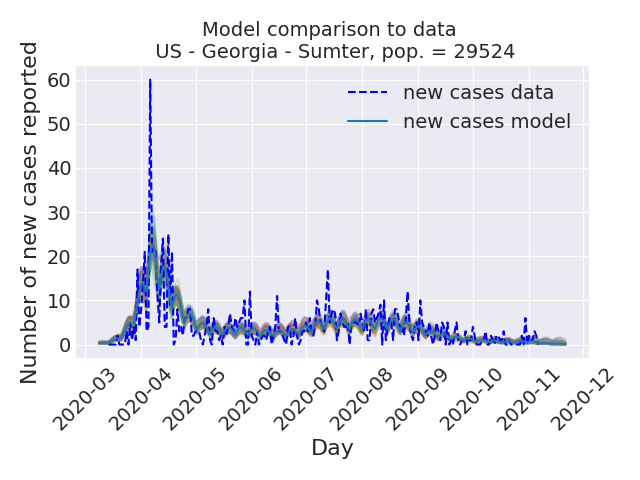 Model comparison to data
US - Georgia - Sumter, pop. = 29524
Number of new cases reported
60
50
40
30
20
10
0
new cases data
new cases model
2020-03
2020-04
2020-05
2020-06
2020-07
2020-08
2020-09
2020-10
2020-11
2020-12
Day